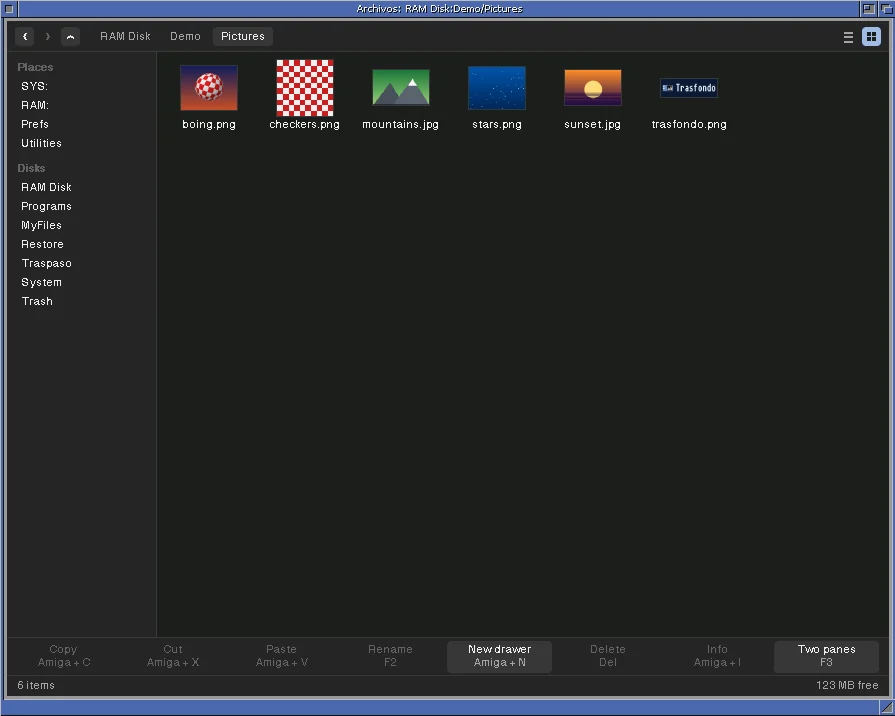 Archivos: RAM Disk:Demo/Pictures
RAM Disk Demo Pictures
Places
SYS:
RAM:
Prefs
Utilities
Disks
RAM Disk
Programs
MyFiles
Restore
Traspaso
System
Trash
Trasfondo
boing.png checkers.png mountains.jpg stars.png sunset.jpg trasfondo.png
Copy Cut Paste Rename New drawer Delete Info Two panes
Amiga + C Amiga + X Amiga + V F2 Amiga + N Del Amiga + I F3
6 items 123 MB free